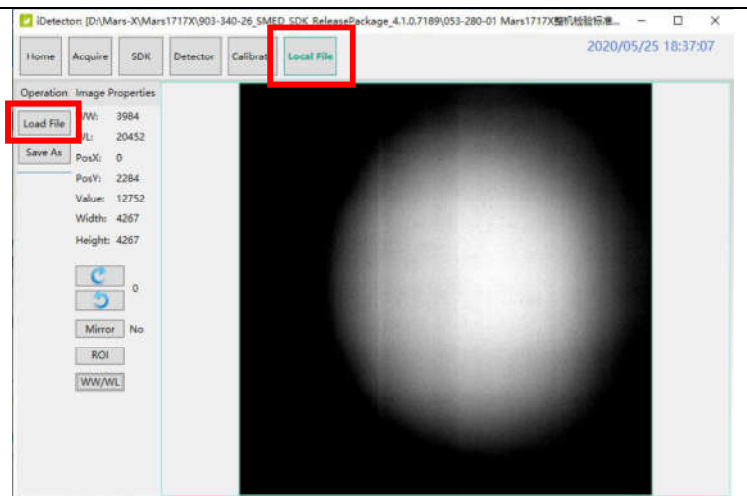 iDetector: [D:\Mars-X\Mars1717X\903-340-26_SMED_SDK_ReleasePackage_4.1.0.7189\053-280-01 Mars1717X整机检验标准...
2020/05/25 18:37:07
Home Acquire SDK Detector Calibrat Local File
Operation Image Properties
Load File
Save As
WW: 3984
WL: 20452
PosX: 0
PosY: 2284
Value: 12752
Width: 4267
Height: 4267
0
Mirror No
ROI
WW/WL